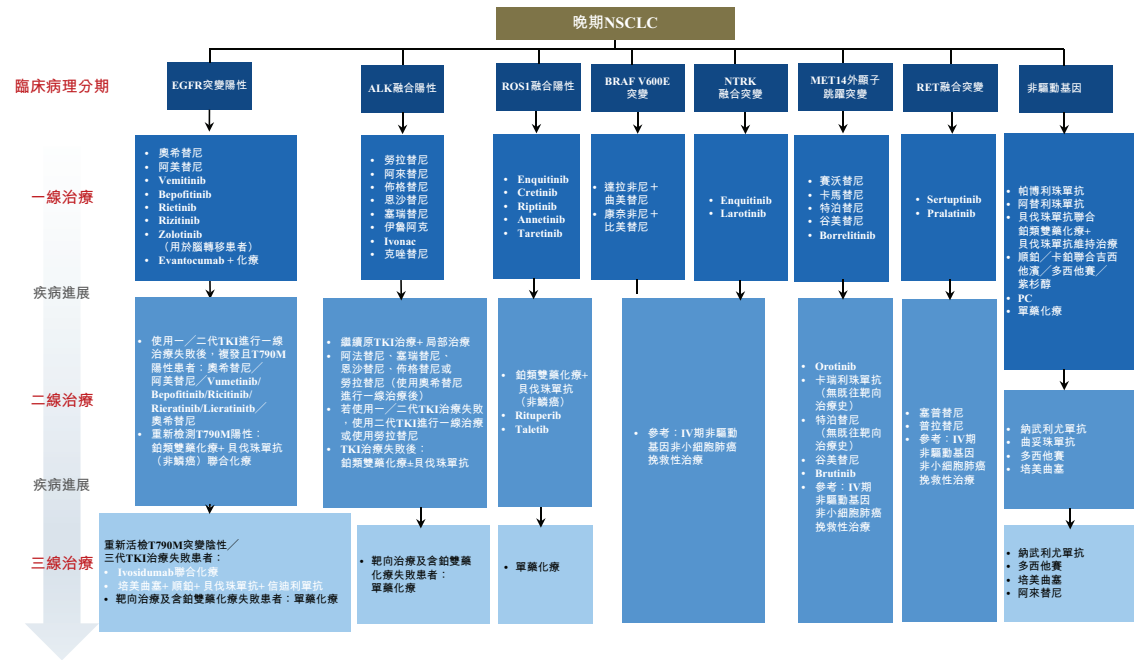 晚期NSCLC
臨床病理分期
EGFR突變陽性
ALK融合陽性
ROS1融合陽性
BRAF V600E
突變
NTRK
融合突變
MET14外顯子
跳躍突變
RET融合突變
非驅動基因
一線治療
• 奧希替尼
• 阿美替尼
• Vemitinib
• Bepofitinib
• Rietinib
• Rizitinib
• Zolotinib
（用於腦轉移患者）
• Evantocumab + 化療
• 勞拉替尼
• 阿來替尼
• 佈格替尼
• 恩沙替尼
• 塞瑞替尼
• 伊魯阿克
• Ivonac
• 克唑替尼
• Enquitinib
• Cretinib
• Riptinib
• Annetinib
• Taretinib
• 達拉非尼＋
曲美替尼
• 康奈非尼＋
比美替尼
• Enquitinib
• Larotinib
• 賽沃替尼
• 卡馬替尼
• 特泊替尼
• 谷美替尼
• Borrelitinib
• Sertuptinib
• Pralatinib
• 帕博利珠單抗
• 阿替利珠單抗
• 貝伐珠單抗聯合
鉑類雙藥化療+
貝伐珠單抗維持治療
• 順鉑／卡鉑聯合吉西
他濱／多西他賽／
紫杉醇
• PC
• 單藥化療
疾病進展
二線治療
• 使用一／二代TKI進行一線
治療失敗後，複發且T790M
陽性患者：奧希替尼／
阿美替尼／Vumetinib/
Bepofitinib/Ricitinib/
Rieratinib/Lieratinitb／
奧希替尼
• 重新檢測T790M陽性：
鉑類雙藥化療+ 貝伐珠單抗
（非鱗癌）聯合化療
• 繼續原TKI治療+ 局部治療
• 阿法替尼、塞瑞替尼、
恩沙替尼、佈格替尼或
勞拉替尼（使用奧希替尼
進行一線治療後）
• 若使用一／二代TKI治療失敗
，使用二代TKI進行一線治療
或使用勞拉替尼
• TKI治療失敗後：
鉑類雙藥化療±貝伐珠單抗
• 鉑類雙藥化療+
貝伐珠單抗
（非鱗癌）
• Rituperib
• Taletib
• 參考：IV期非驅動
基因非小細胞肺癌
挽救性治療
• Orotinib
• 卡瑞利珠單抗
（無既往靶向
治療史）
• 特泊替尼
（無既往靶向
治療史）
• 谷美替尼
• Brutinib
• 參考：IV期
非驅動基因
非小細胞肺癌
挽救性治療
• 塞普替尼
• 普拉替尼
• 參考：IV期
非驅動基因
非小細胞肺癌
挽救性治療
• 納武利尤單抗
• 曲妥珠單抗
• 多西他賽
• 培美曲塞
疾病進展
三線治療
重新活檢T790M突變陰性／
三代TKI治療失敗患者：
• Ivosidumab聯合化療
• 培美曲塞+ 順鉑+ 貝伐珠單抗+ 信迪利單抗
• 靶向治療及含鉑雙藥化療失敗患者：單藥化療
• 靶向治療及含鉑雙藥
化療失敗患者：
單藥化療
• 單藥化療
• 納武利尤單抗
• 多西他賽
• 培美曲塞
• 阿來替尼